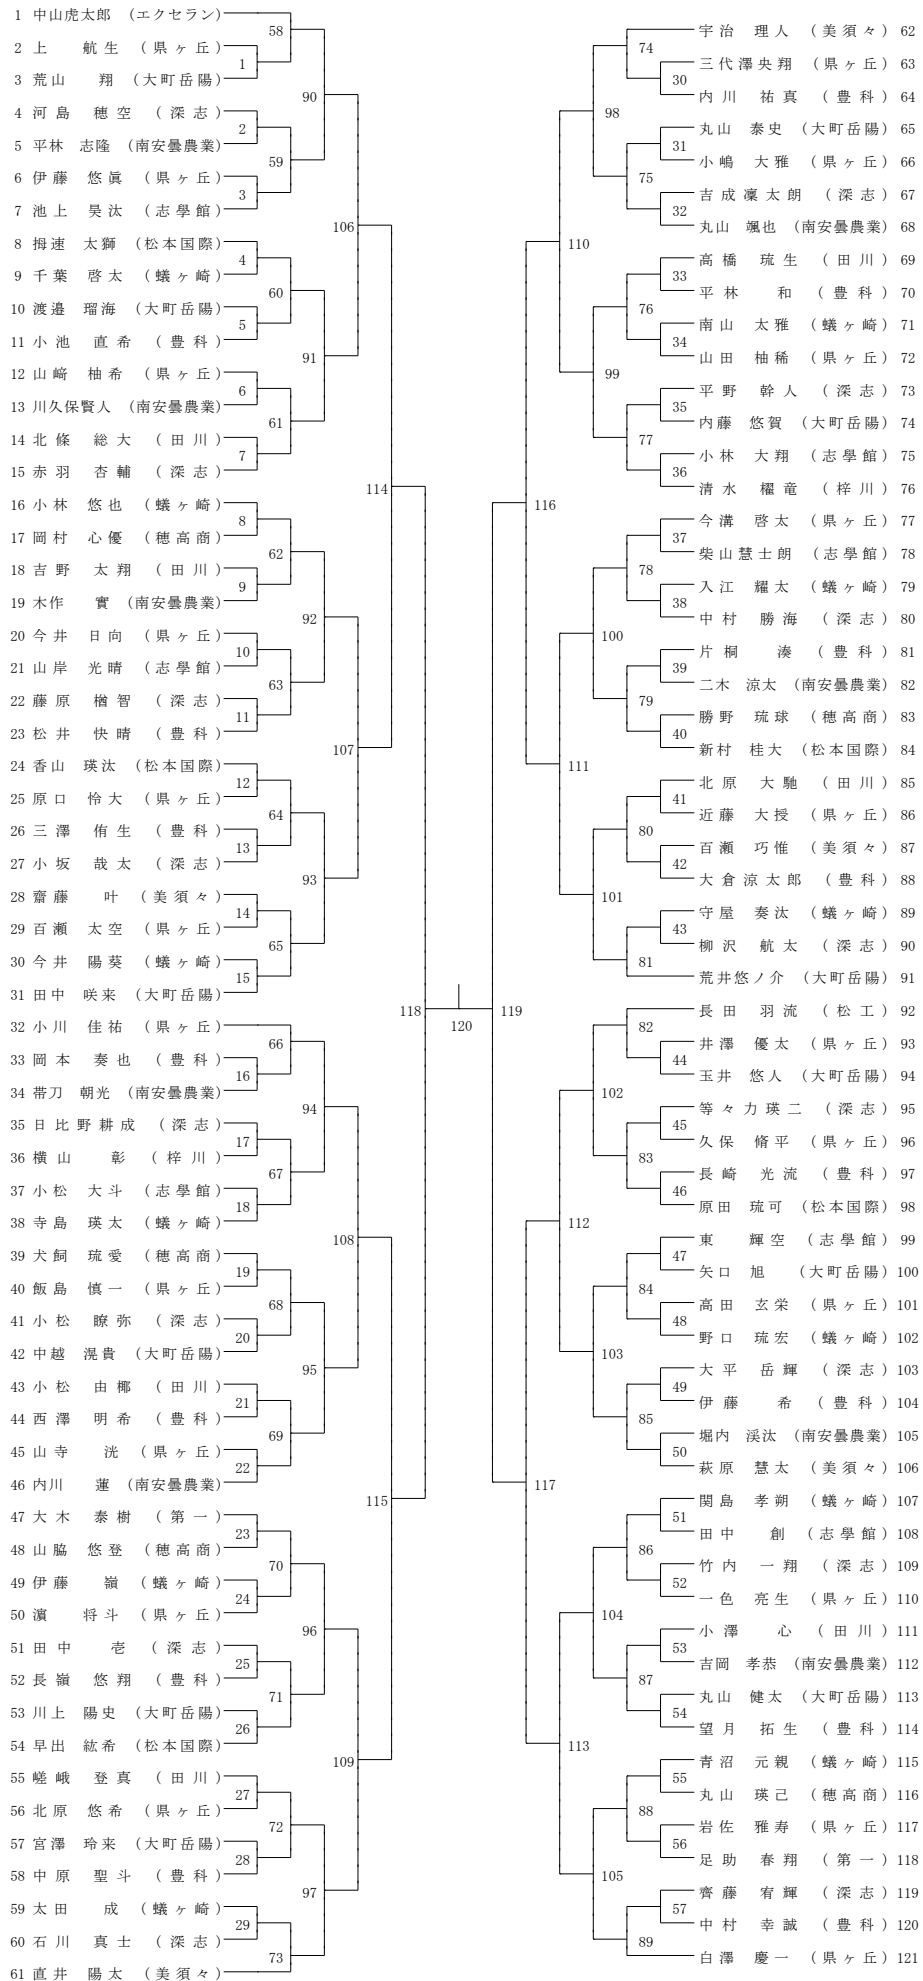 1 中山虎太郎 (エクセラン)
2 上 航生 (県ヶ丘)
3 荒山 翔 (大町岳陽)
4 河島 穂空 (深志)
5 平林 志隆 (南安曇農業)
6 伊藤 悠眞 (県ヶ丘)
7 池上 昊汰 (志學館)
8 拇速 太獅 (松本国際)
9 千葉 啓太 (蟻ヶ崎)
10 渡邉 瑠海 (大町岳陽)
11 小池 直希 (豊科)
12 山﨑 柚希 (県ヶ丘)
13 川久保賢人 (南安曇農業)
14 北條 総大 (田川)
15 赤羽 杏輔 (深志)
16 小林 悠也 (蟻ヶ崎)
17 岡村 心優 (穂高商)
18 吉野 太翔 (田川)
19 木作 實 (南安曇農業)
20 今井 日向 (県ヶ丘)
21 山岸 光晴 (志學館)
22 藤原 楢智 (深志)
23 松井 快晴 (豊科)
24 香山 瑛汰 (松本国際)
25 原口 怜大 (県ヶ丘)
26 三澤 侑生 (豊科)
27 小坂 哉太 (深志)
28 齋藤 叶 (美須々)
29 百瀬 太空 (県ヶ丘)
30 今井 陽葵 (蟻ヶ崎)
31 田中 咲来 (大町岳陽)
32 小川 佳祐 (県ヶ丘)
33 岡本 奏也 (豊科)
34 帯刀 朝光 (南安曇農業)
35 日比野耕成 (深志)
36 横山 彰 (梓川)
37 小松 大斗 (志學館)
38 寺島 瑛太 (蟻ヶ崎)
39 犬飼 琉愛 (穂高商)
40 飯島 慎一 (県ヶ丘)
41 小松 瞭弥 (深志)
42 中越 滉貴 (大町岳陽)
43 小松 由椰 (田川)
44 西澤 明希 (豊科)
45 山寺 洸 (県ヶ丘)
46 内川 蓮 (南安曇農業)
47 大木 泰樹 (第一)
48 山脇 悠登 (穂高商)
49 伊藤 嶺 (蟻ヶ崎)
50 濵 将斗 (県ヶ丘)
51 田中 壱 (深志)
52 長嶺 悠翔 (豊科)
53 川上 陽史 (大町岳陽)
54 早出 紘希 (松本国際)
55 嵯峨 登真 (田川)
56 北原 悠希 (県ヶ丘)
57 宮澤 玲来 (大町岳陽)
58 中原 聖斗 (豊科)
59 太田 成 (蟻ヶ崎)
60 石川 真士 (深志)
61 直井 陽太 (美須々)
1
2
3
4
5
6
7
8
9
10
11
12
13
14
15
16
17
18
19
20
21
22
23
24
25
26
27
28
29
58
59
60
61
62
63
64
65
66
67
68
69
70
71
72
73
90
91
92
93
94
95
96
97
106
107
108
109
114
115
118
120
119
116
117
110
111
112
113
98
99
100
101
102
103
104
105
74
75
76
77
78
79
80
81
82
83
84
85
86
87
88
89
30
31
32
33
34
35
36
37
38
39
40
41
42
43
44
45
46
47
48
49
50
51
52
53
54
55
56
57
宇治 理人 (美須々) 62
三代澤央翔 (県ヶ丘) 63
内川 祐真 (豊科) 64
丸山 泰史 (大町岳陽) 65
小嶋 大雅 (県ヶ丘) 66
吉成凜太朗 (深志) 67
丸山 颯也 (南安曇農業) 68
高橋 琉生 (田川) 69
平林 和 (豊科) 70
南山 太雅 (蟻ヶ崎) 71
山田 柚稀 (県ヶ丘) 72
平野 幹人 (深志) 73
内藤 悠賀 (大町岳陽) 74
小林 大翔 (志學館) 75
清水 櫂竜 (梓川) 76
今溝 啓太 (県ヶ丘) 77
柴山慧士朗 (志學館) 78
入江 耀太 (蟻ヶ崎) 79
中村 勝海 (深志) 80
片桐 湊 (豊科) 81
二木 涼太 (南安曇農業) 82
勝野 琉球 (穂高商) 83
新村 桂大 (松本国際) 84
北原 大馳 (田川) 85
近藤 大授 (県ヶ丘) 86
百瀬 巧惟 (美須々) 87
大倉涼太郎 (豊科) 88
守屋 奏汰 (蟻ヶ崎) 89
柳沢 航太 (深志) 90
荒井悠ノ介 (大町岳陽) 91
長田 羽流 (松工) 92
井澤 優太 (県ヶ丘) 93
玉井 悠人 (大町岳陽) 94
等々力瑛二 (深志) 95
久保 脩平 (県ヶ丘) 96
長崎 光流 (豊科) 97
原田 琉可 (松本国際) 98
東 輝空 (志學館) 99
矢口 旭 (大町岳陽) 100
高田 玄栄 (県ヶ丘) 101
野口 琉宏 (蟻ヶ崎) 102
大平 岳輝 (深志) 103
伊藤 希 (豊科) 104
堀内 渓汰 (南安曇農業) 105
萩原 慧太 (美須々) 106
関島 孝朔 (蟻ヶ崎) 107
田中 創 (志學館) 108
竹内 一翔 (深志) 109
一色 亮生 (県ヶ丘) 110
小澤 心 (田川) 111
吉岡 孝恭 (南安曇農業) 112
丸山 健太 (大町岳陽) 113
望月 拓生 (豊科) 114
青沼 元親 (蟻ヶ崎) 115
丸山 瑛己 (穂高商) 116
岩佐 雅寿 (県ヶ丘) 117
足助 春翔 (第一) 118
齊藤 宥輝 (深志) 119
中村 幸誠 (豊科) 120
白澤 慶一 (県ヶ丘) 121